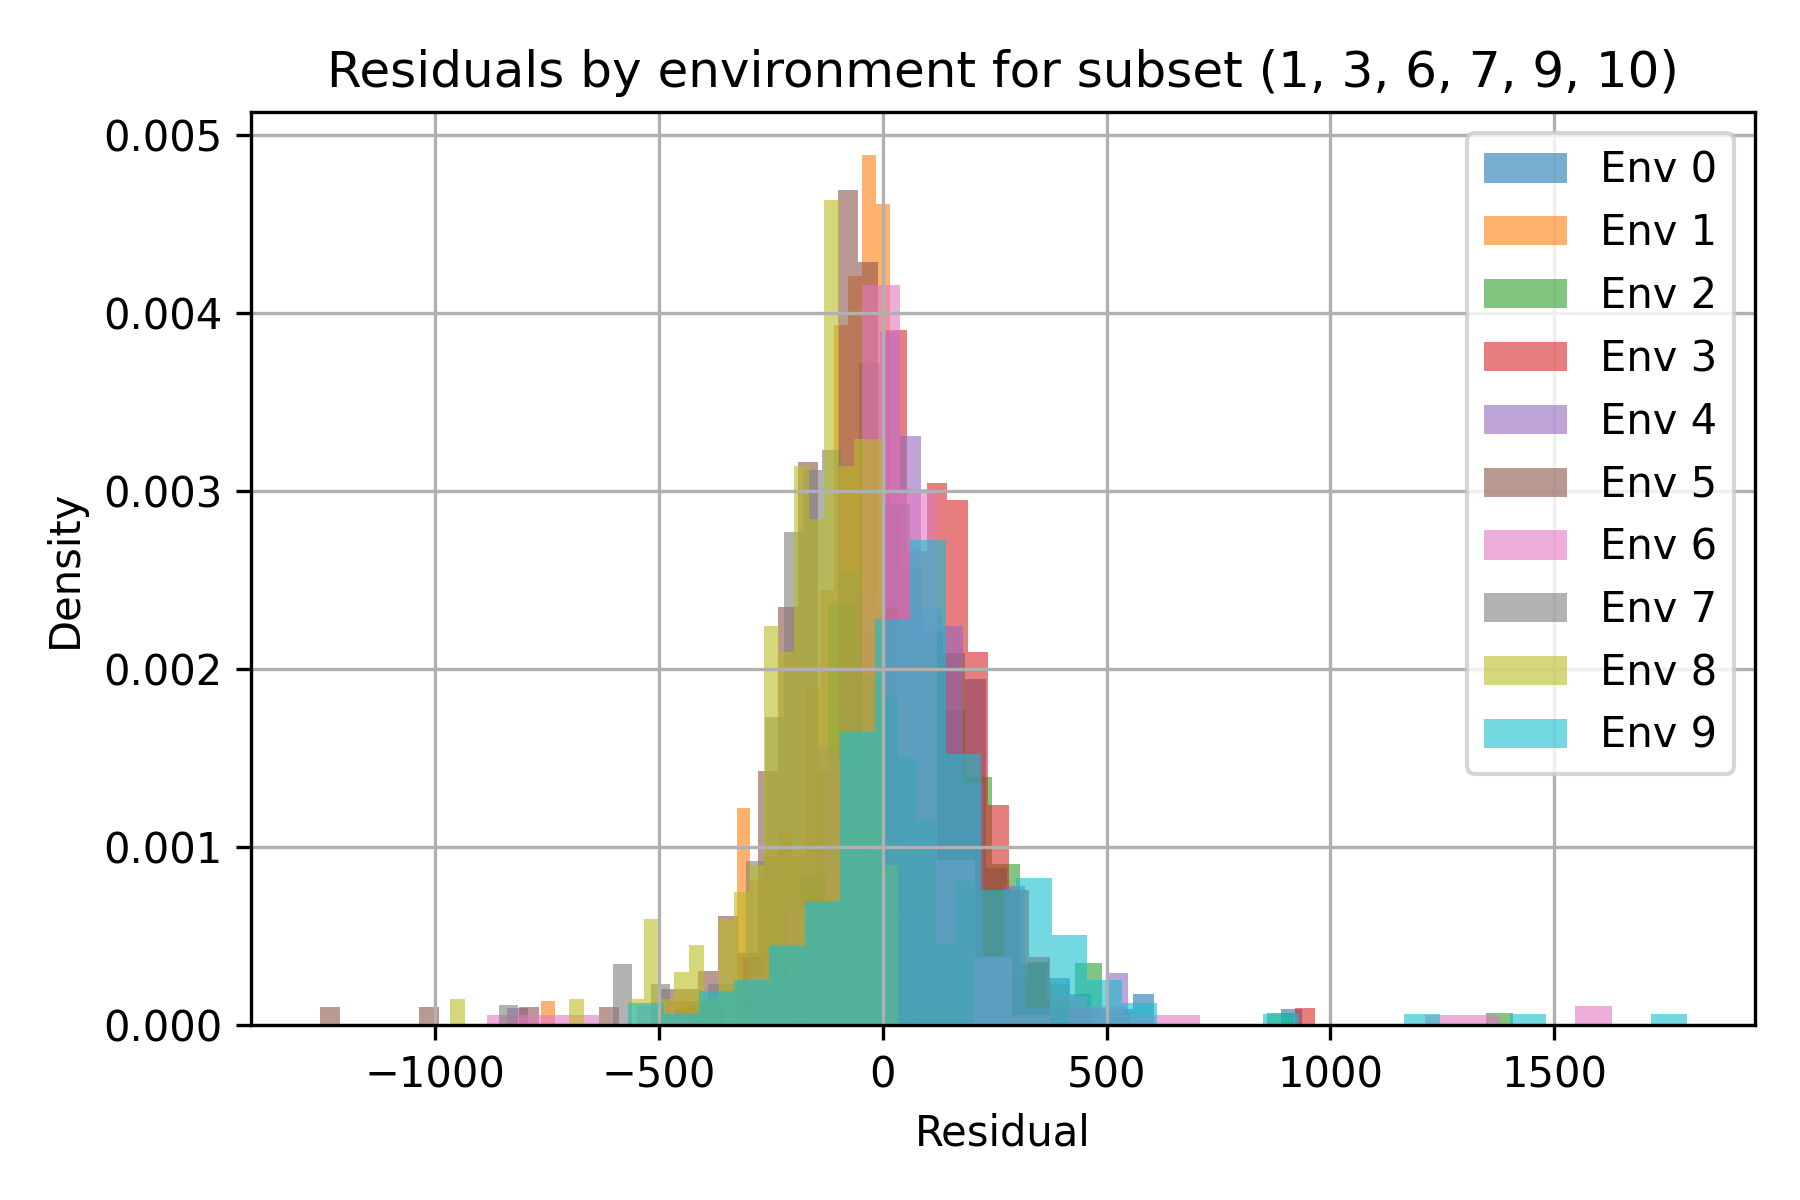 Residuals by environment for subset (1, 3, 6, 7, 9, 10)
0.005
0.004
0.003
0.002
0.001
0.000
Density
−1000
−500
0
500
1000
1500
Residual
Env 0
Env 1
Env 2
Env 3
Env 4
Env 5
Env 6
Env 7
Env 8
Env 9